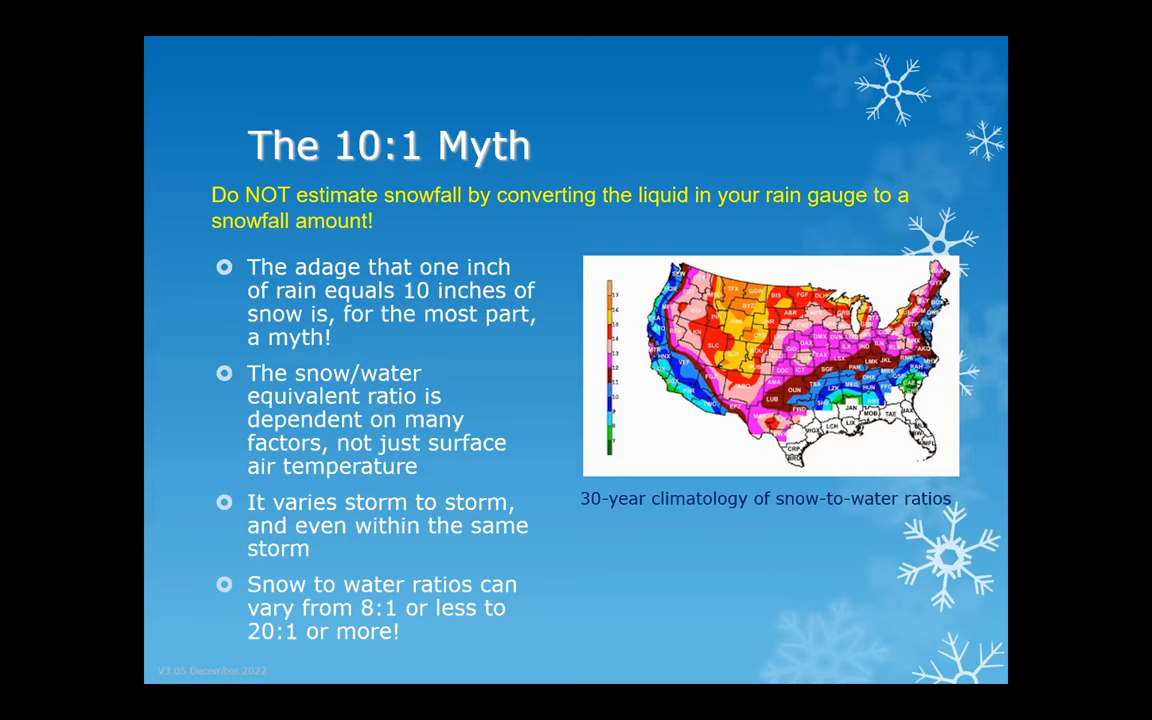 The 10:1 Myth
Do NOT estimate snowfall by converting the liquid in your rain gauge to a
snowfall amount!
The adage that one inch
of rain equals 10 inches of
snow is, for the most part,
a myth!
The snow/water
equivalent ratio is
dependent on many
factors, not just surface
air temperature
It varies storm to storm,
and even within the same
storm
Snow to water ratios can
vary from 8:1 or less to
20:1 or more!
30-year climatology of snow-to-water ratios
V3 05 December 2022